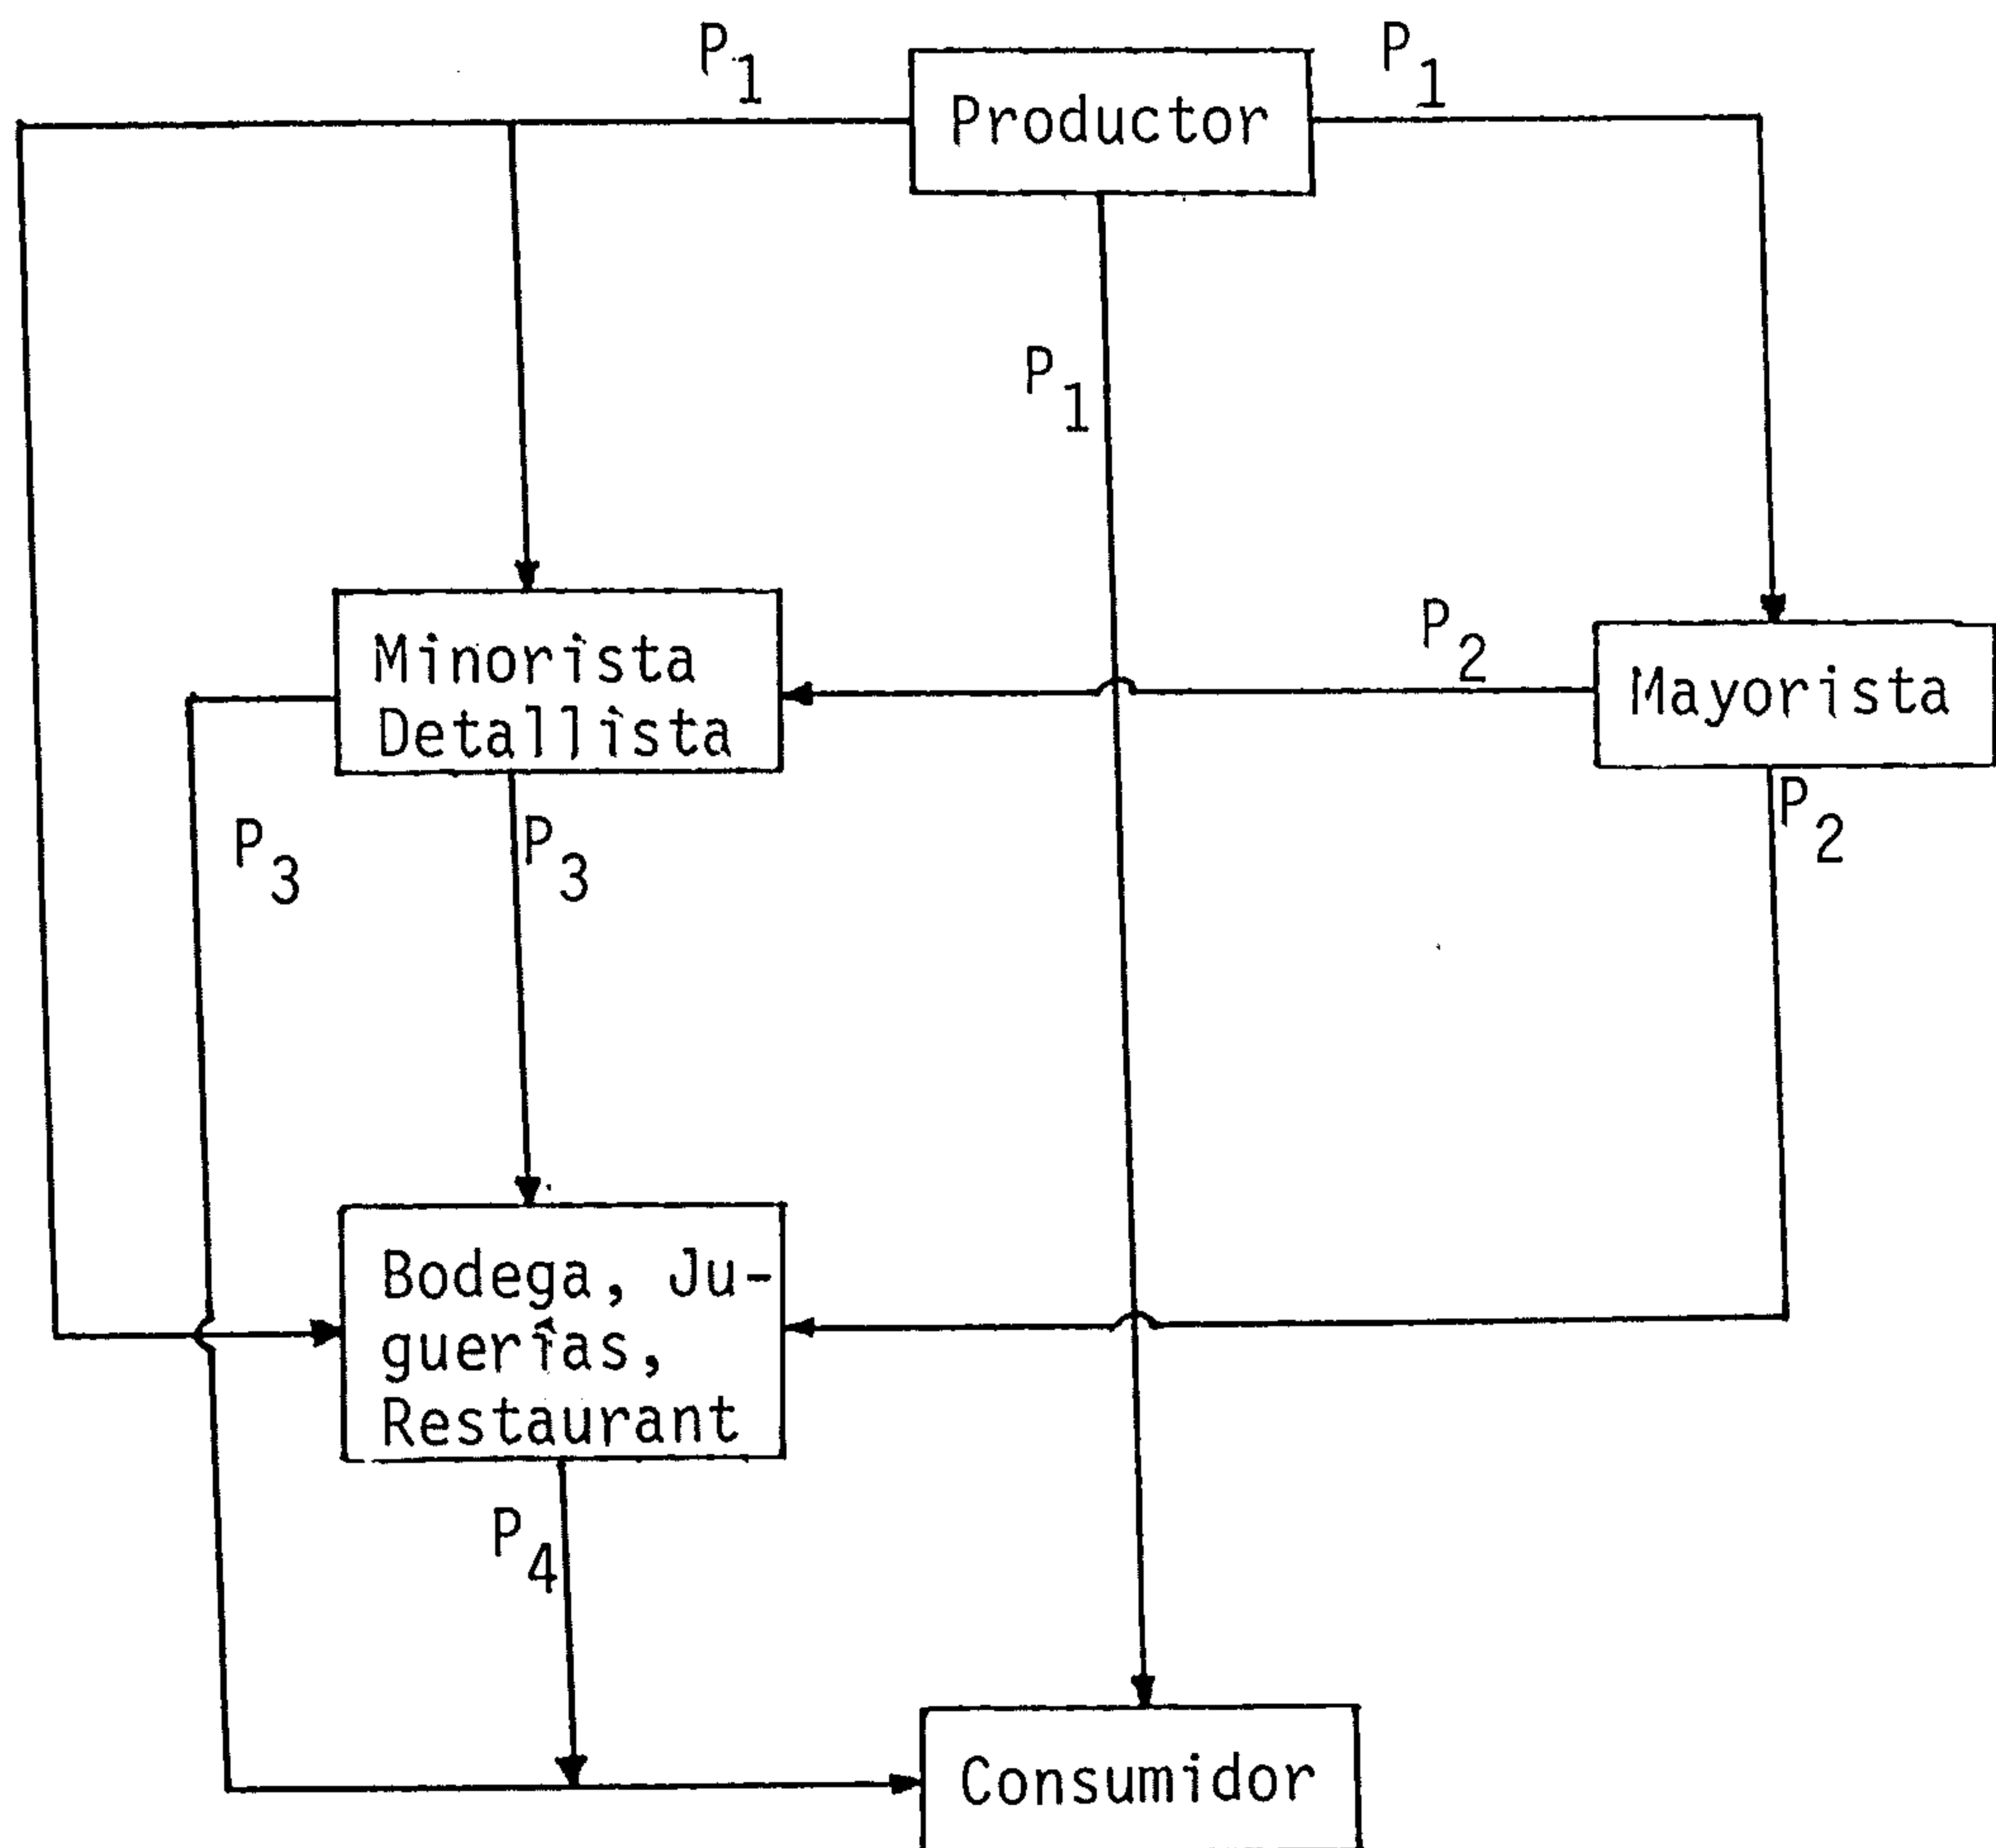 P1
Productor
P1
P1
Minorista
Detallista
P2
Mayorista
P3
P3
P2
Bodega, Ju-
guerías,
Restaurant
P4
Consumidor